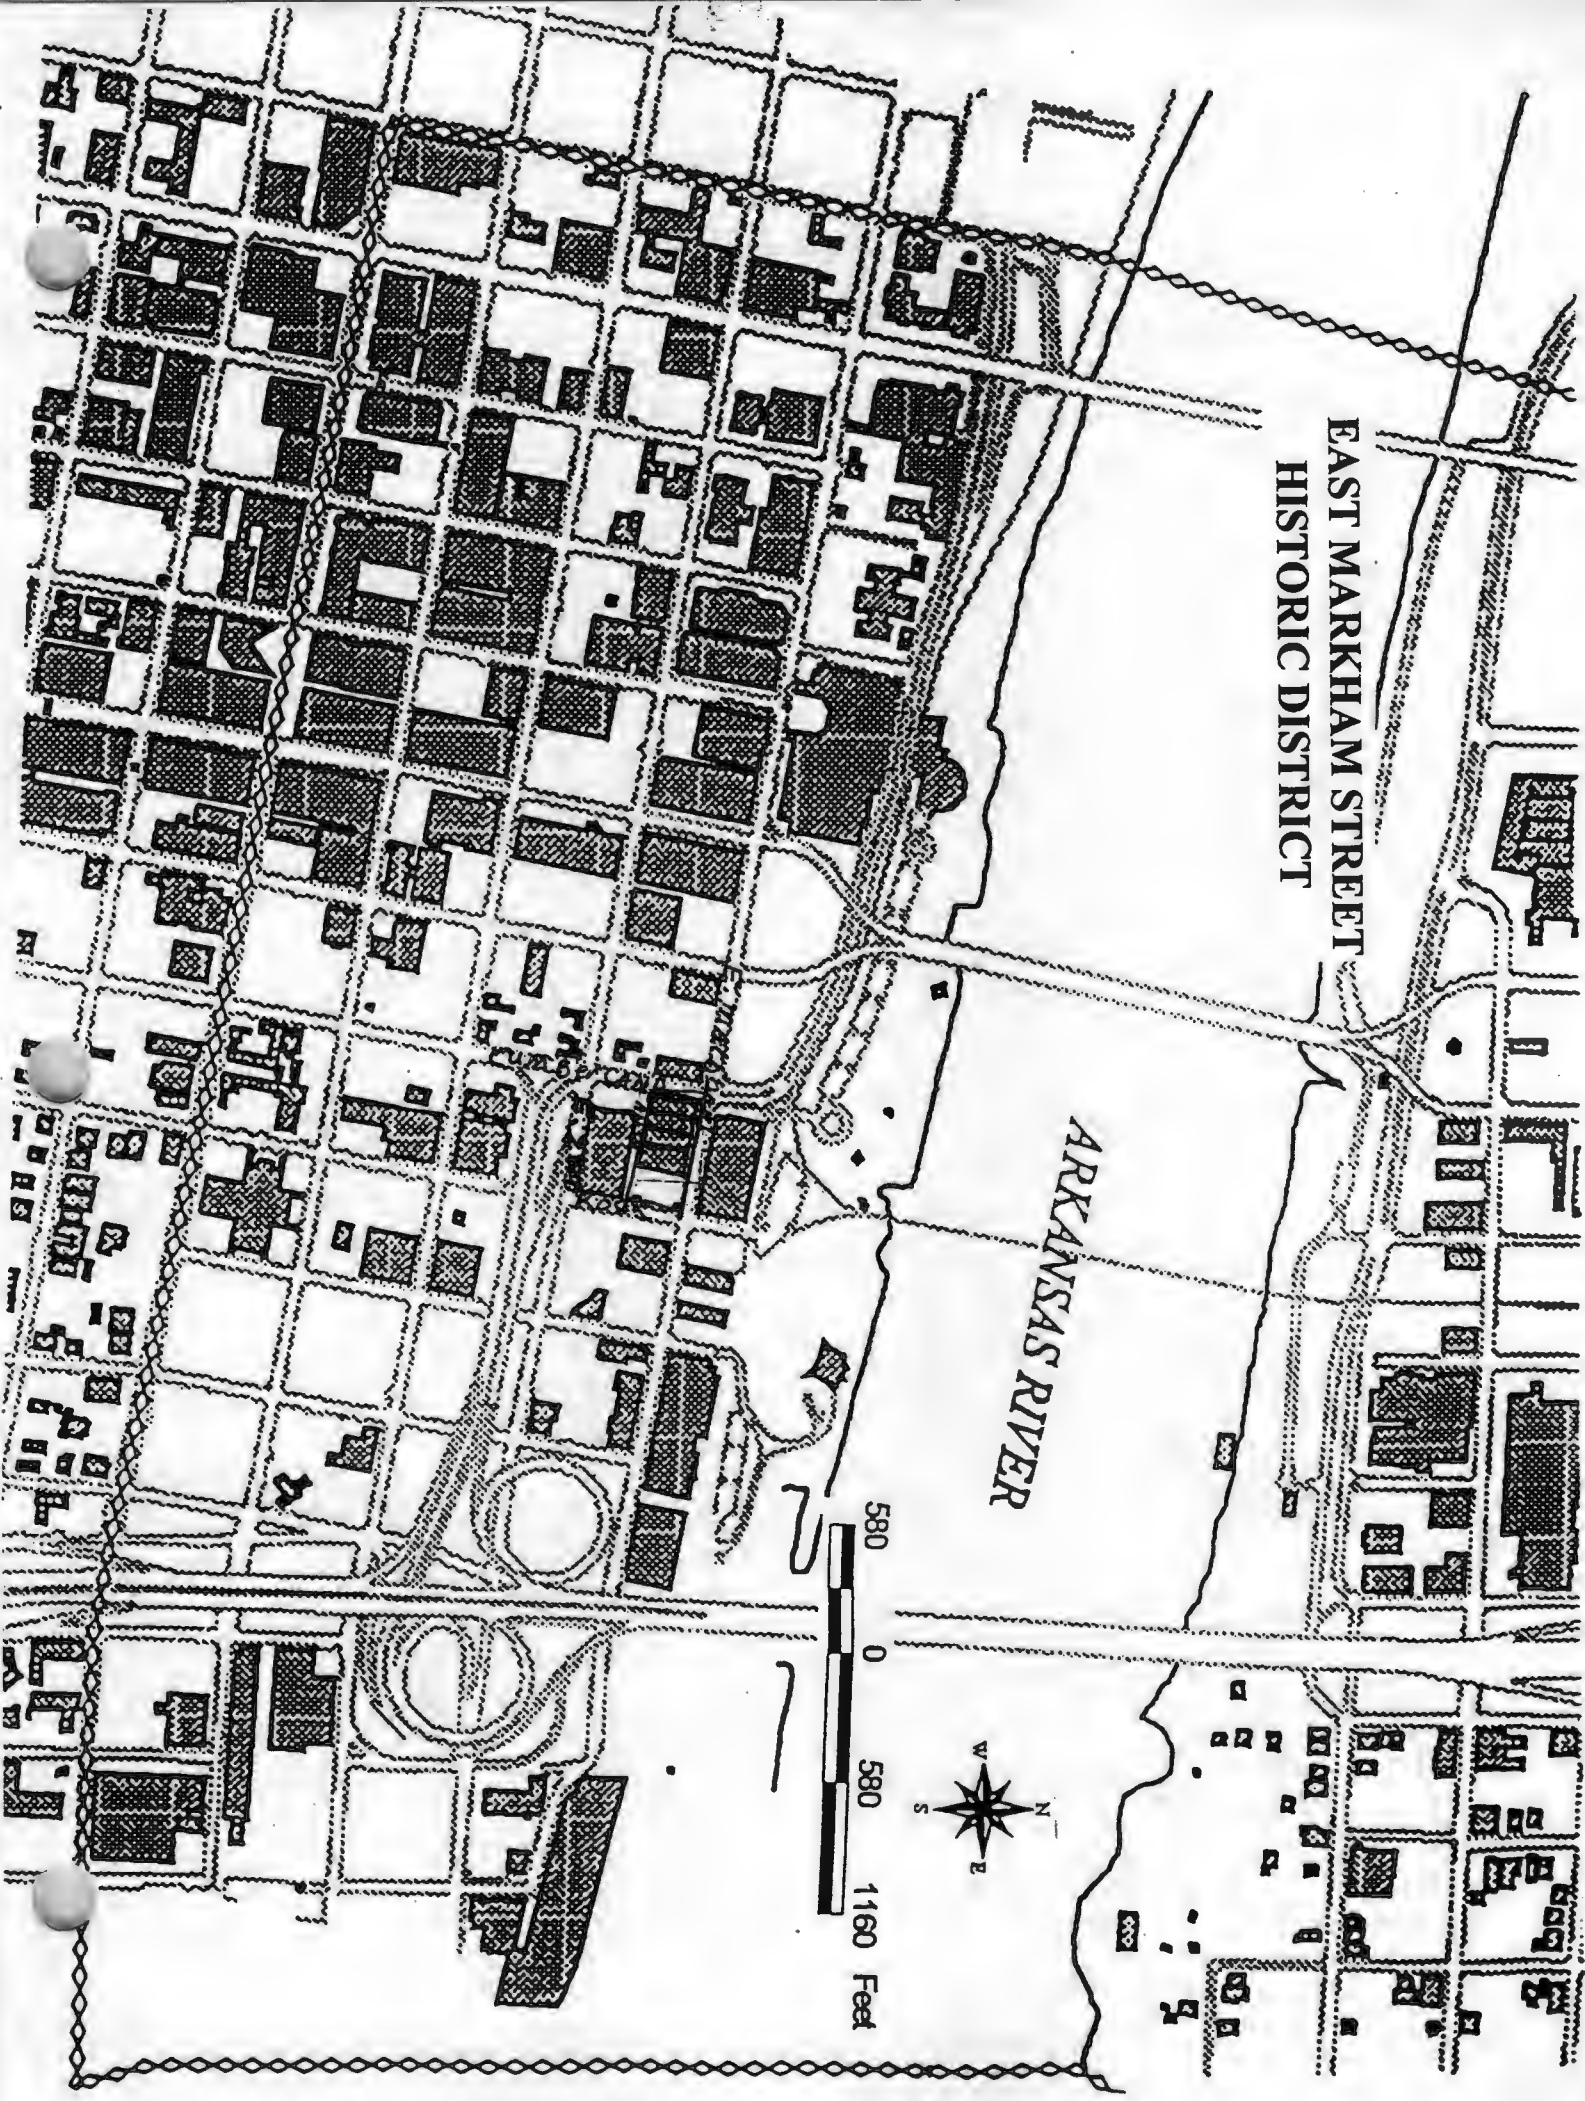 EAST MARKHAM STREET
HISTORIC DISTRICT
ARKANSAS RIVER
580 0 580 1160 Feet
N
W
E
S